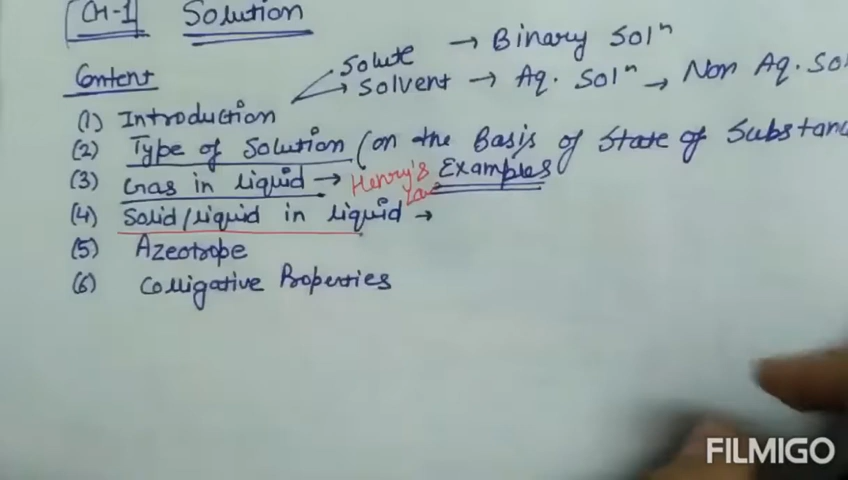 CH-1 Solution
Content
Solute → Binary Solⁿ
Solvent → Aq. Solⁿ → Non Aq. Sol
(1) Introduction
(2) Type of Solution (on the Basis of State of Substanc
(3) Gas in liquid → Henry's Law Examples
(4) Solid/liquid in liquid →
(5) Azeotrope
(6) Colligative Properties
FILMIGO